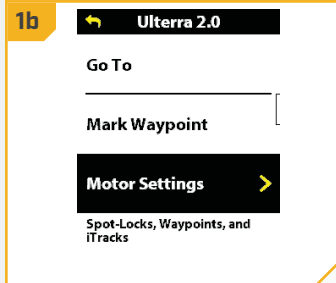 1b
Ulterra 2.0
Go To
Mark Waypoint
Motor Settings
Spot-Locks, Waypoints, and
iTracks